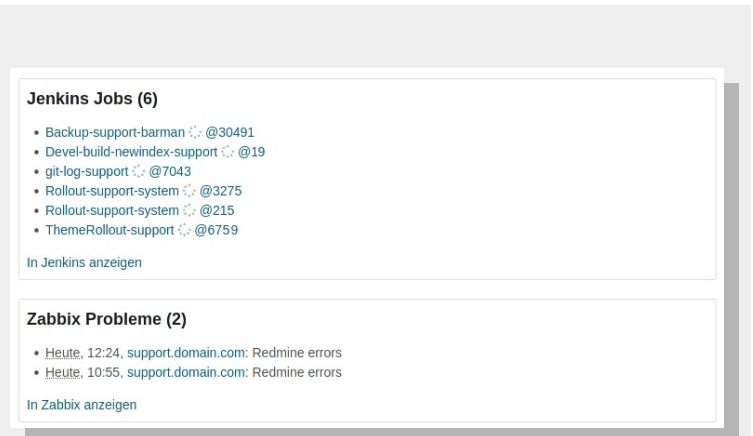 Jenkins Jobs (6)
Backup-support-barman @30491
Devel-build-newindex-support @19
git-log-support @7043
Rollout-support-system @3275
Rollout-support-system @215
ThemeRollout-support @6759
In Jenkins anzeigen
Zabbix Probleme (2)
Heute, 12:24, support.domain.com: Redmine errors
Heute, 10:55, support.domain.com: Redmine errors
In Zabbix anzeigen